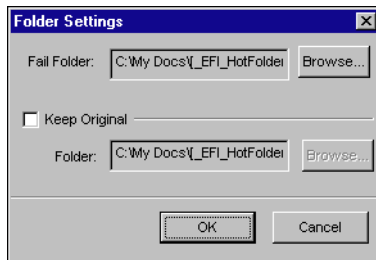 Folder Settings
Fail Folder: C:\My Docs\[_EFI_HotFolder Browse...
Keep Original
Folder: C:\My Docs\[_EFI_HotFolder Browse...
OK Cancel